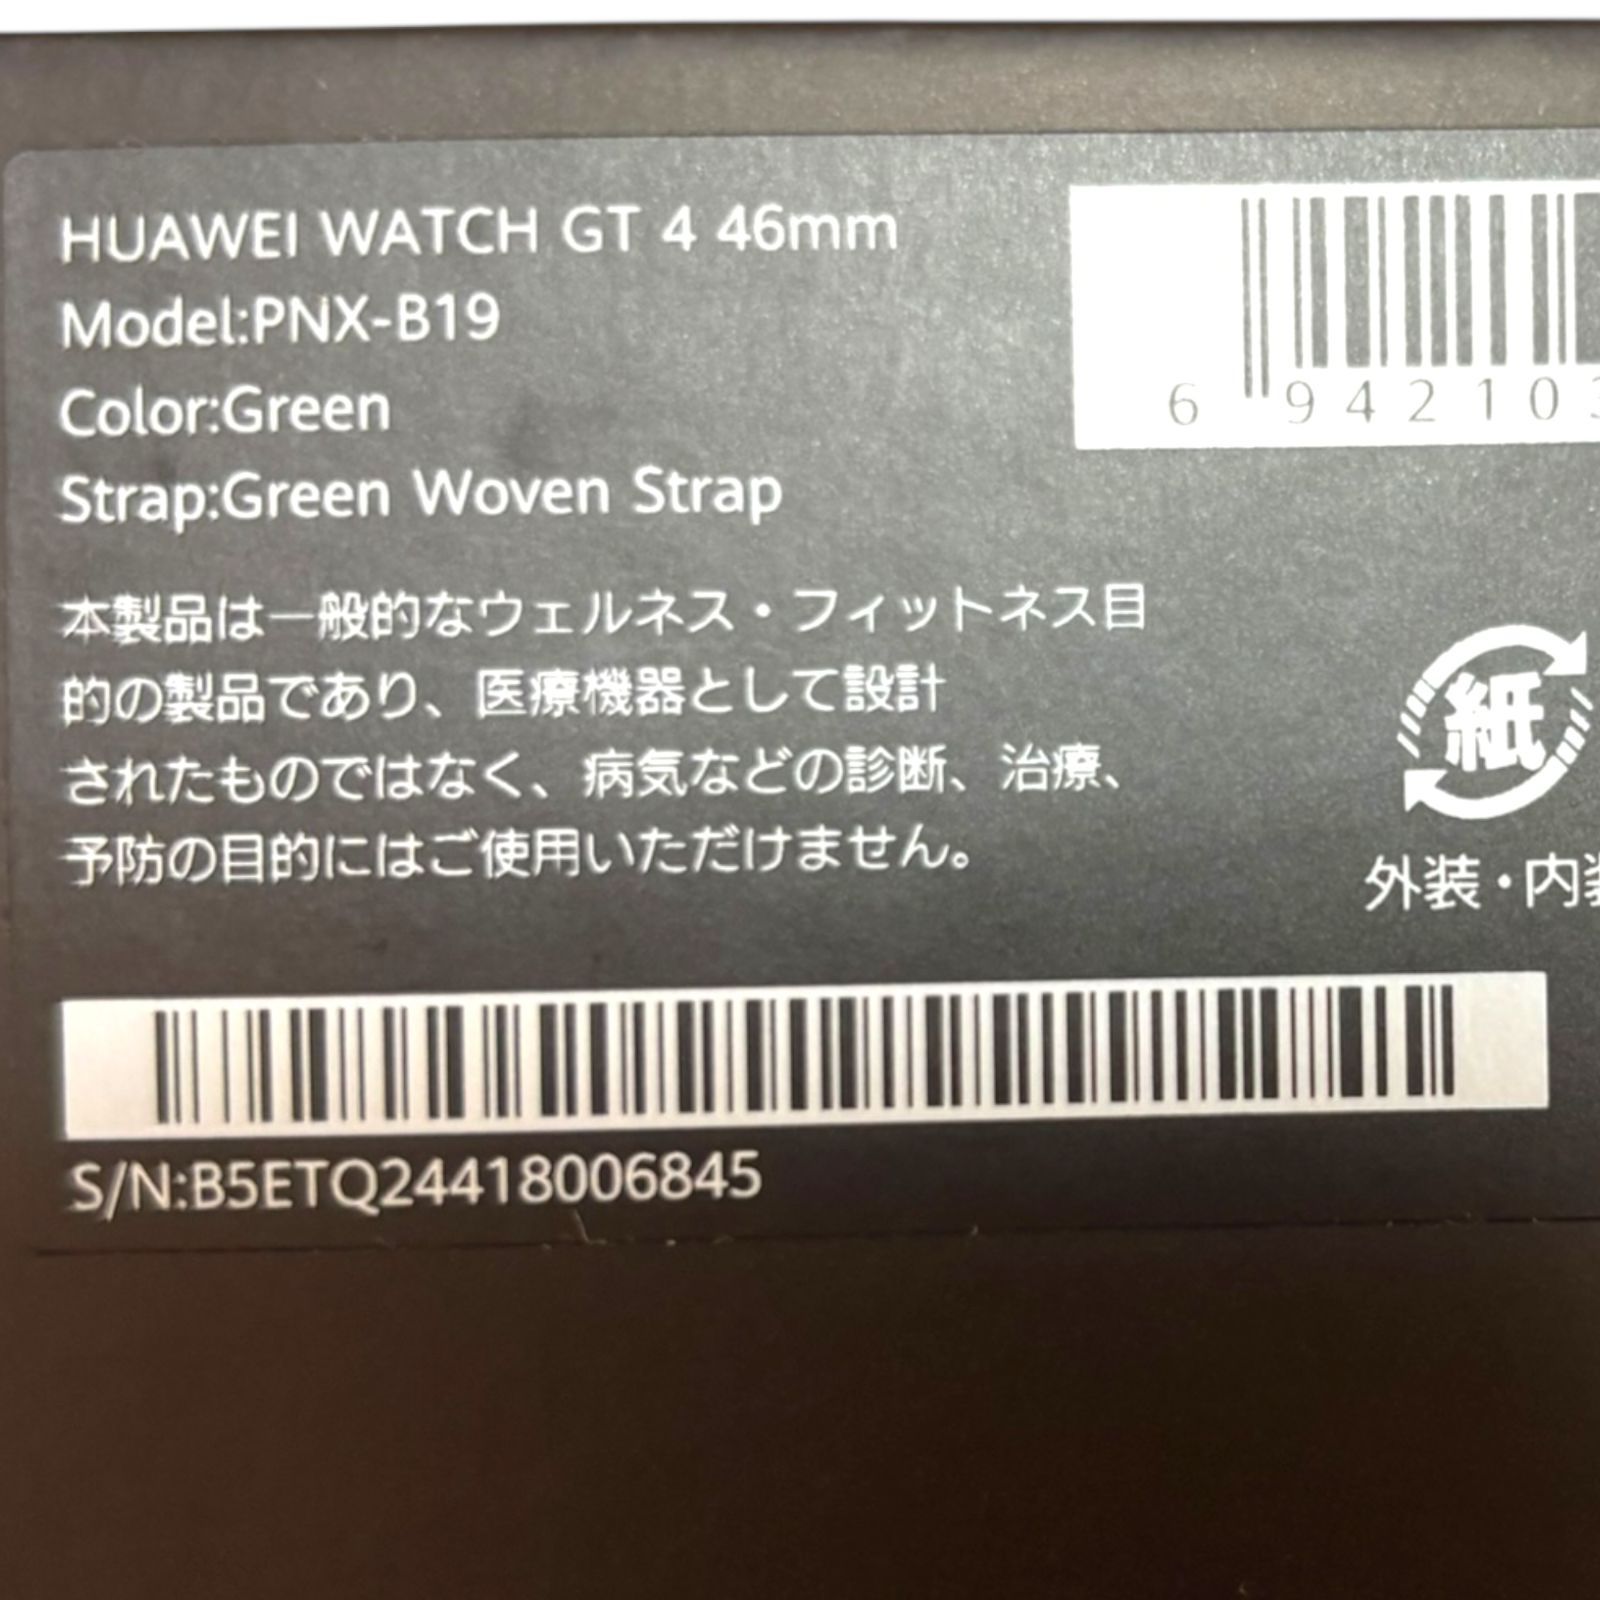 HUAWEI WATCH GT 4 46mm
Model:PNX-B19
Color:Green
Strap:Green Woven Strap
6 942103
本製品は一般的なウェルネス・フィットネス目
的の製品であり、医療機器として設計
されたものではなく、病気などの診断、治療、
予防の目的にはご使用いただけません。
紙
外装・内装
S/N:B5ETQ24418006845